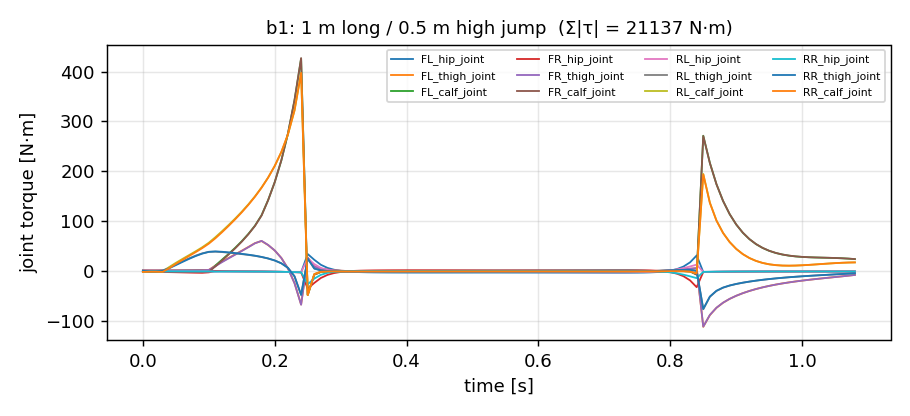 b1: 1 m long / 0.5 m high jump  (Σ|τ| = 21137 N·m)
FL_hip_joint
FL_thigh_joint
FL_calf_joint
FR_hip_joint
FR_thigh_joint
FR_calf_joint
RL_hip_joint
RL_thigh_joint
RL_calf_joint
RR_hip_joint
RR_thigh_joint
RR_calf_joint
joint torque [N·m]
400
300
200
100
0
−100
0.0 0.2 0.4 0.6 0.8 1.0
time [s]